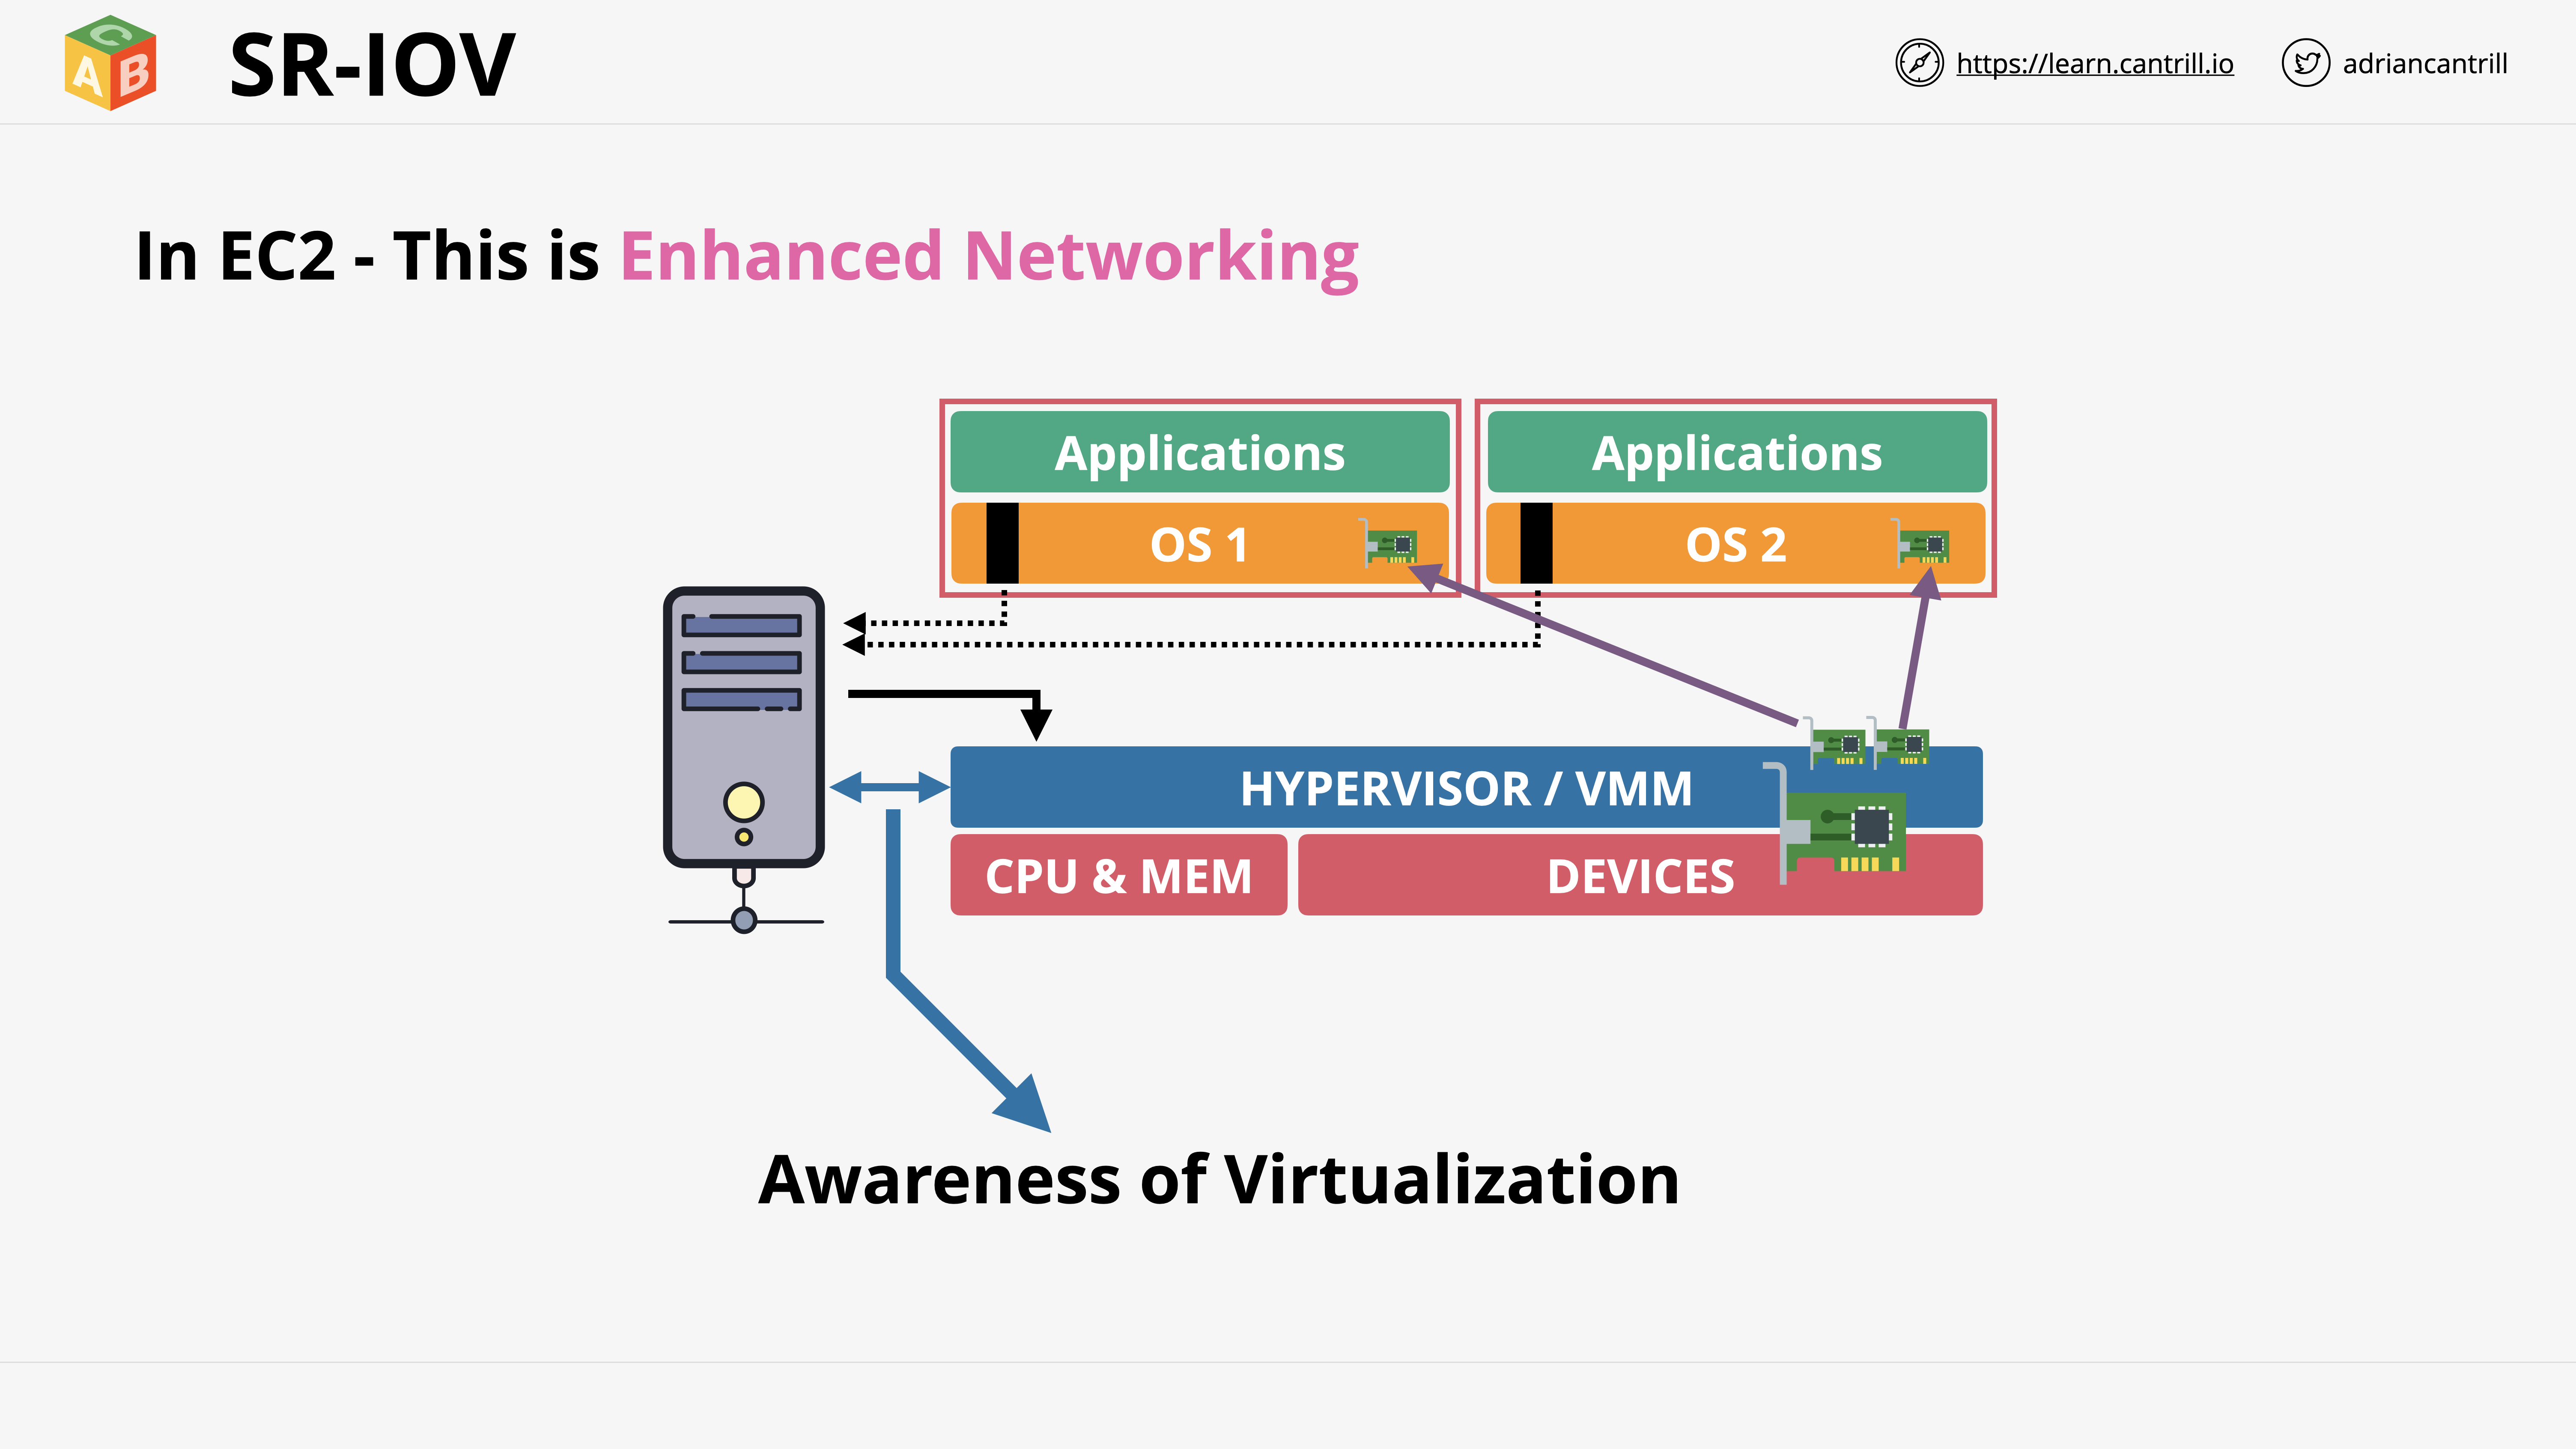 C
A B
SR-IOV
https://learn.cantrill.io
adriancantrill
In EC2 - This is Enhanced Networking
Applications
Applications
OS 1
OS 2
HYPERVISOR / VMM
CPU & MEM
DEVICES
Awareness of Virtualization